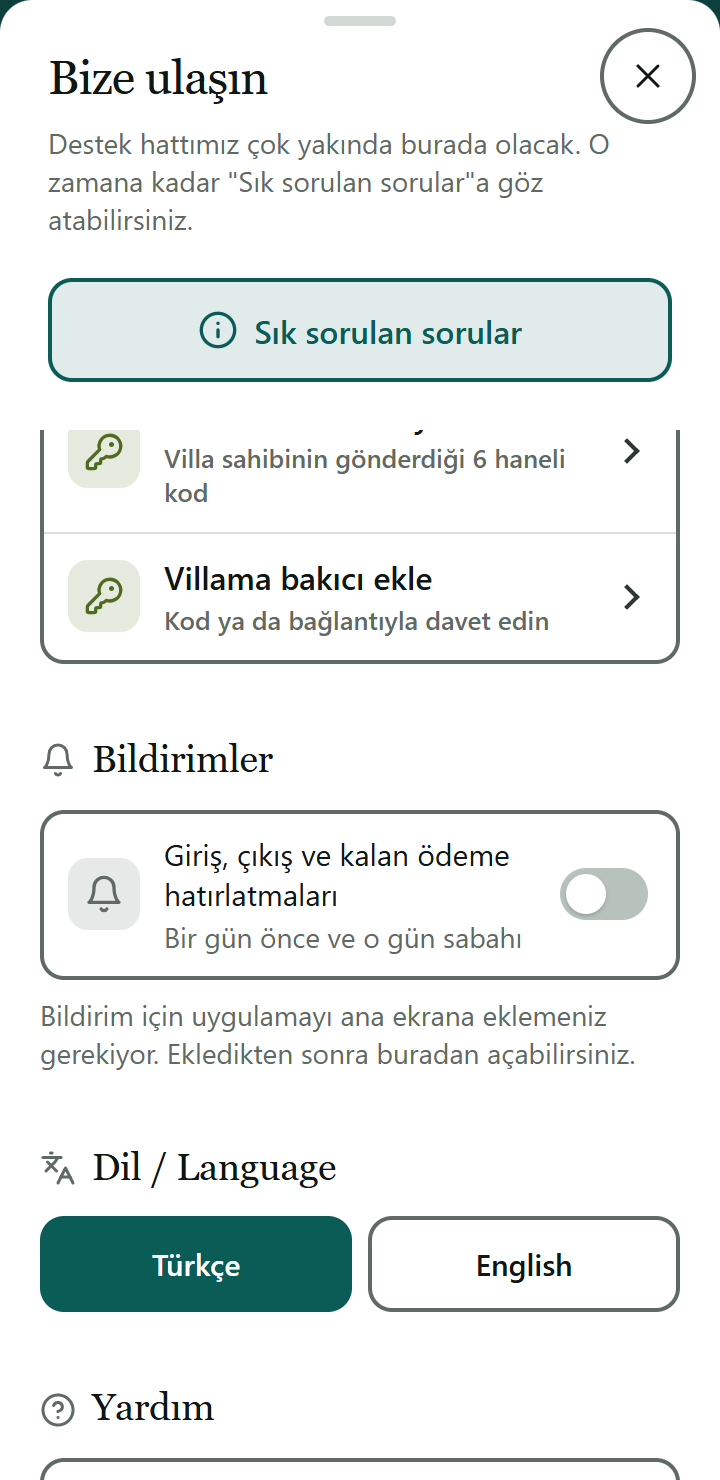 Bize ulaşın
Destek hattımız çok yakında burada olacak. O
zamana kadar "Sık sorulan sorular"a göz
atabilirsiniz.
Sık sorulan sorular
Villa sahibinin gönderdiği 6 haneli
kod
Villama bakıcı ekle
Kod ya da bağlantıyla davet edin
Bildirimler
Giriş, çıkış ve kalan ödeme
hatırlatmaları
Bir gün önce ve o gün sabahı
Bildirim için uygulamayı ana ekrana eklemeniz
gerekiyor. Ekledikten sonra buradan açabilirsiniz.
Dil / Language
Türkçe
English
Yardım